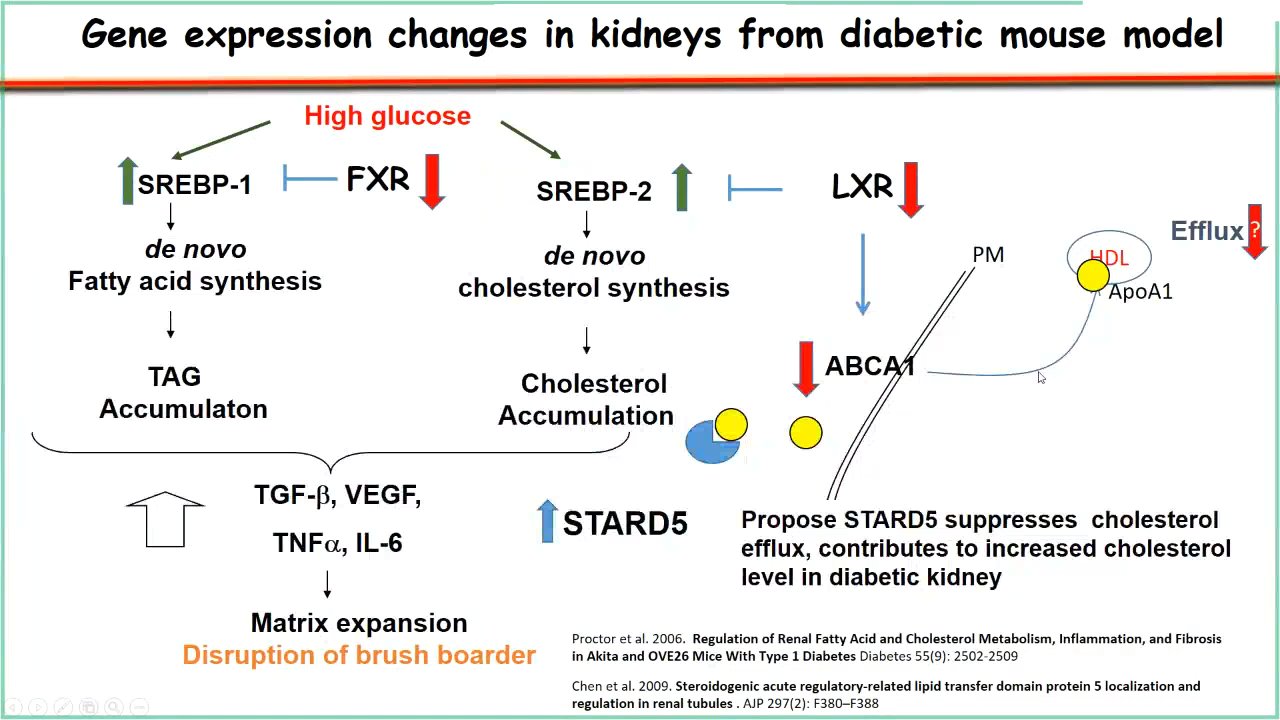 Gene expression changes in kidneys from diabetic mouse model
High glucose
SREBP-1
FXR
SREBP-2
LXR
de novo
Fatty acid synthesis
de novo
cholesterol synthesis
PM
HDL
ApoA1
Efflux
?
TAG
Accumulaton
Cholesterol
Accumulation
ABCA1
TGF-β, VEGF,
TNFα, IL-6
Matrix expansion
Disruption of brush boarder
STARD5
Propose STARD5 suppresses cholesterol
efflux, contributes to increased cholesterol
level in diabetic kidney
Proctor et al. 2006. Regulation of Renal Fatty Acid and Cholesterol Metabolism, Inflammation, and Fibrosis
in Akita and OVE26 Mice With Type 1 Diabetes Diabetes 55(9): 2502-2509
Chen et al. 2009. Steroidogenic acute regulatory-related lipid transfer domain protein 5 localization and
regulation in renal tubules . AJP 297(2): F380–F388